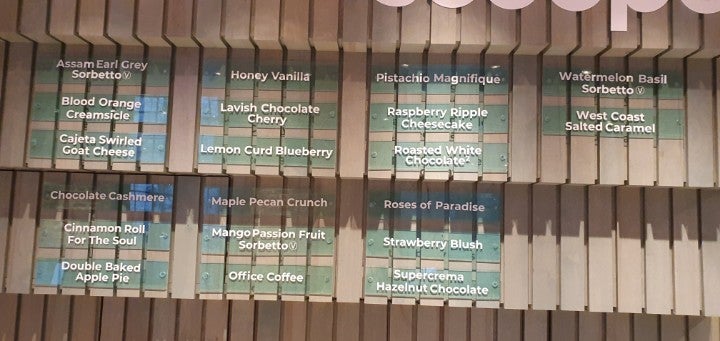 Assam Earl Grey
Sorbetto Ⓥ
Blood Orange
Creamsicle
Cajeta Swirled
Goat Cheese
Honey Vanilla
Lavish Chocolate
Cherry
Lemon Curd Blueberry
Pistachio Magnifique
Raspberry Ripple
Cheesecake
Roasted White
Chocolate²
Watermelon Basil
Sorbetto Ⓥ
West Coast
Salted Caramel
Chocolate Cashmere
Cinnamon Roll
For The Soul
Double Baked
Apple Pie
Maple Pecan Crunch
Mango Passion Fruit
Sorbetto Ⓥ
Office Coffee
Roses of Paradise
Strawberry Blush
Supercrema
Hazelnut Chocolate